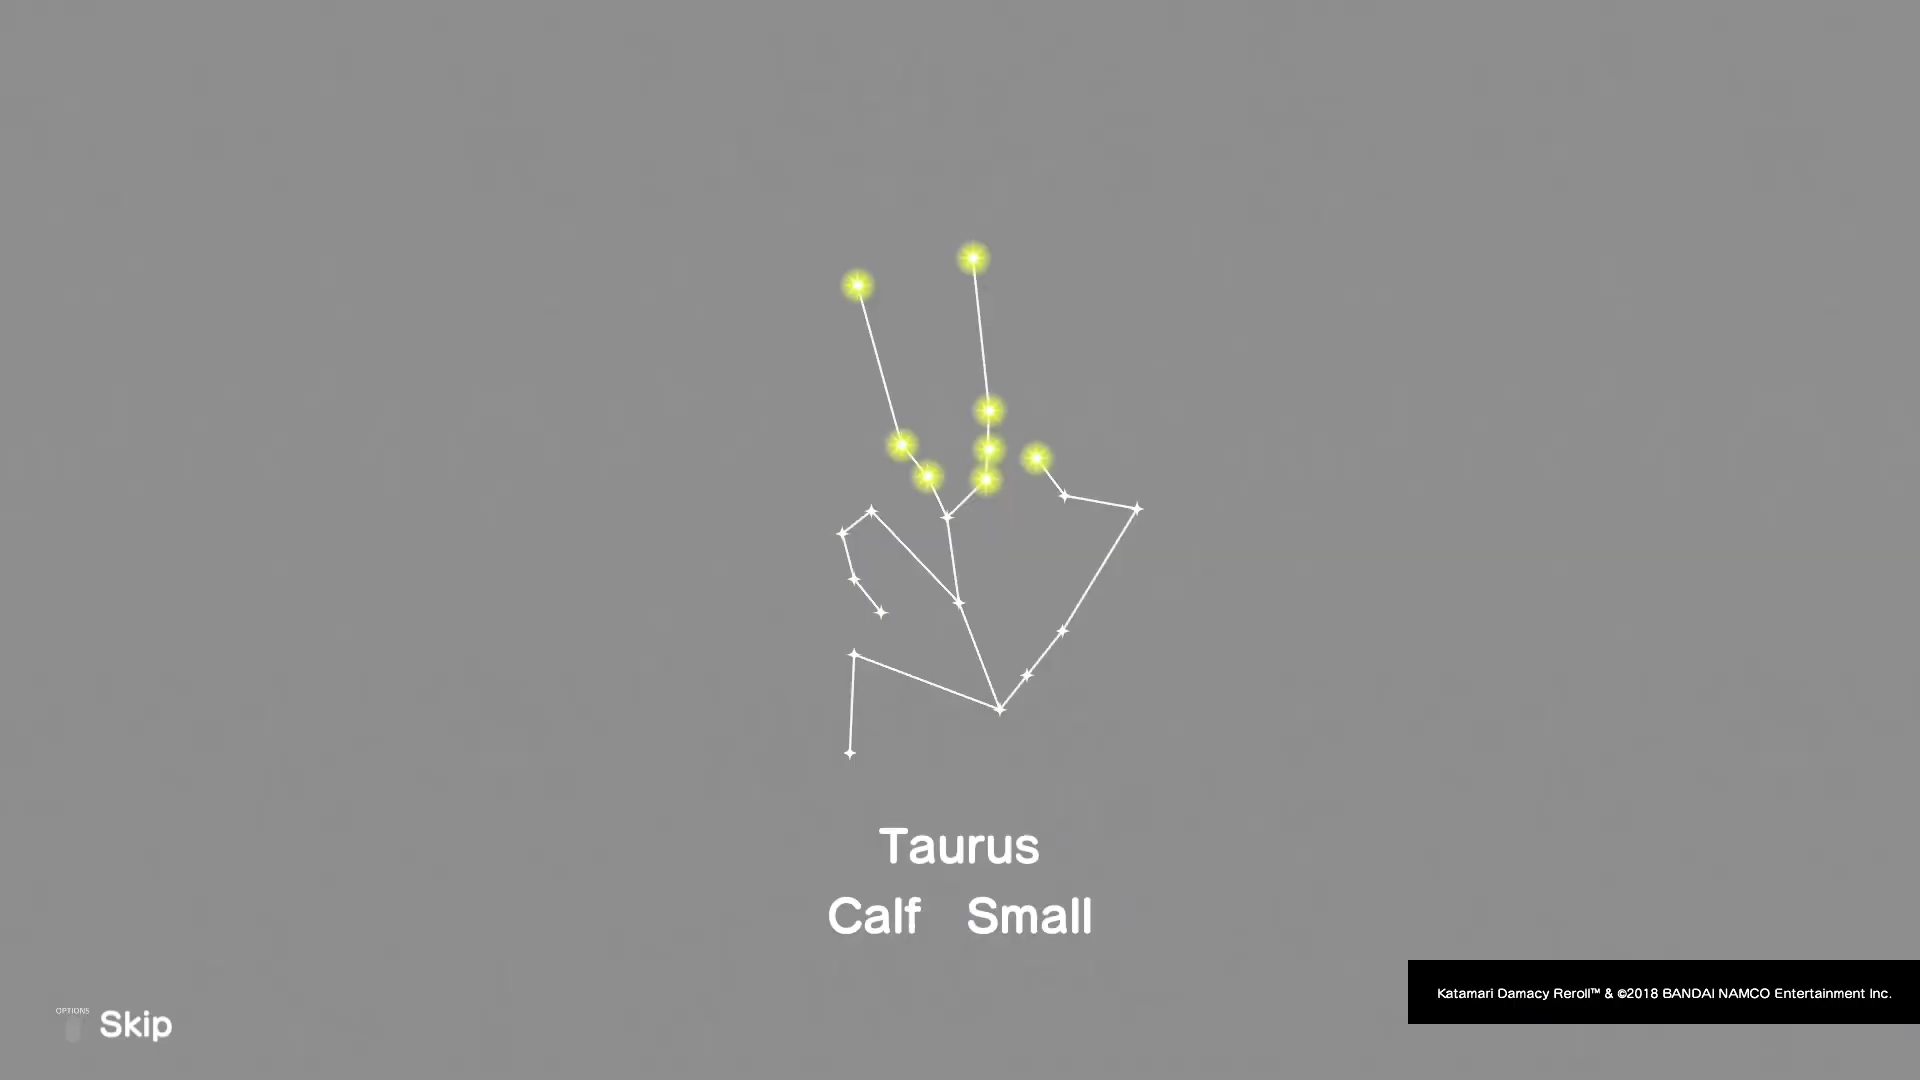 Taurus
Calf Small
OPTIONS
Skip
Katamari Damacy Reroll™ & ©2018 BANDAI NAMCO Entertainment Inc.